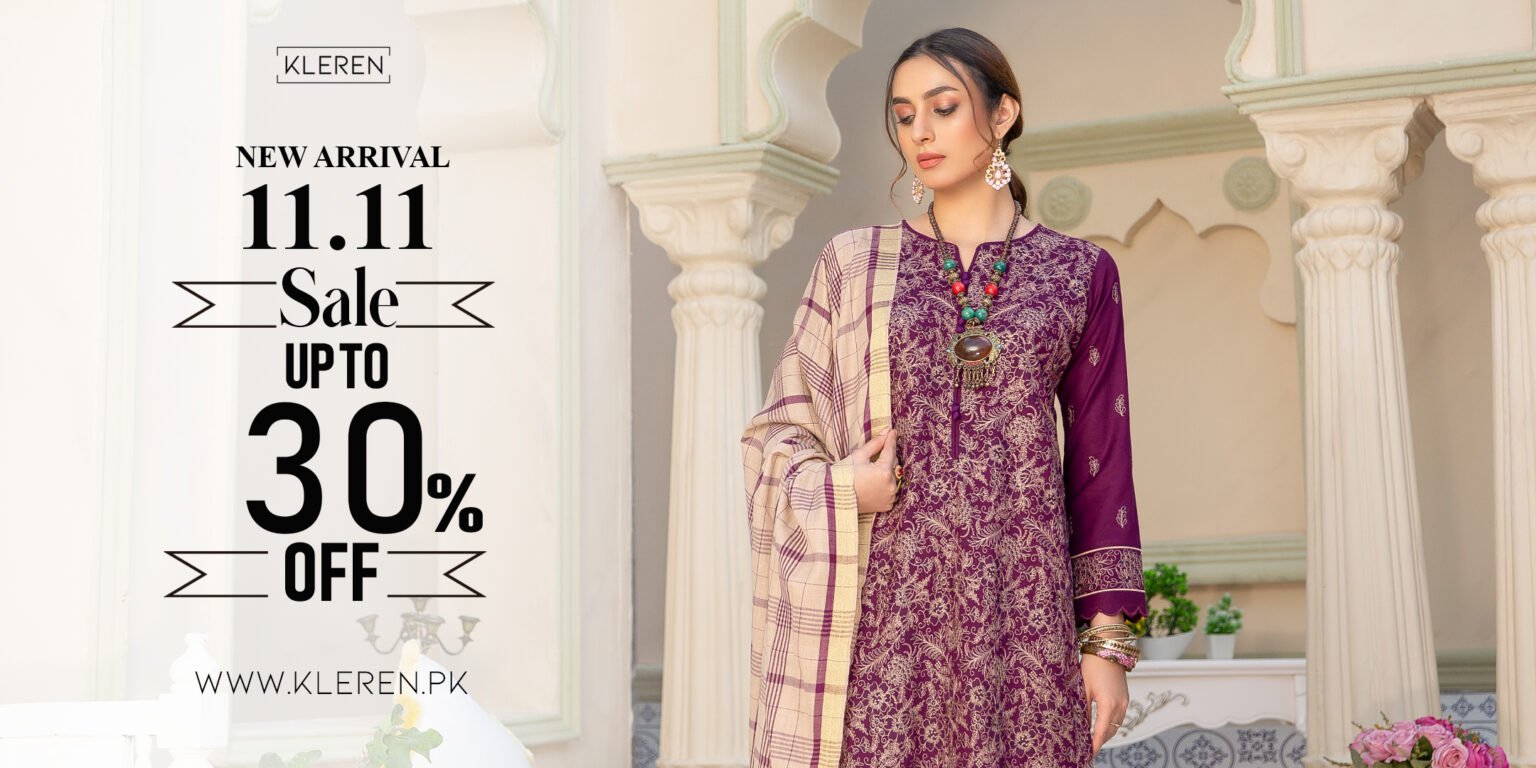 KLEREN
NEW ARRIVAL
11.11
Sale
UP TO
30%
OFF
WWW.KLEREN.PK